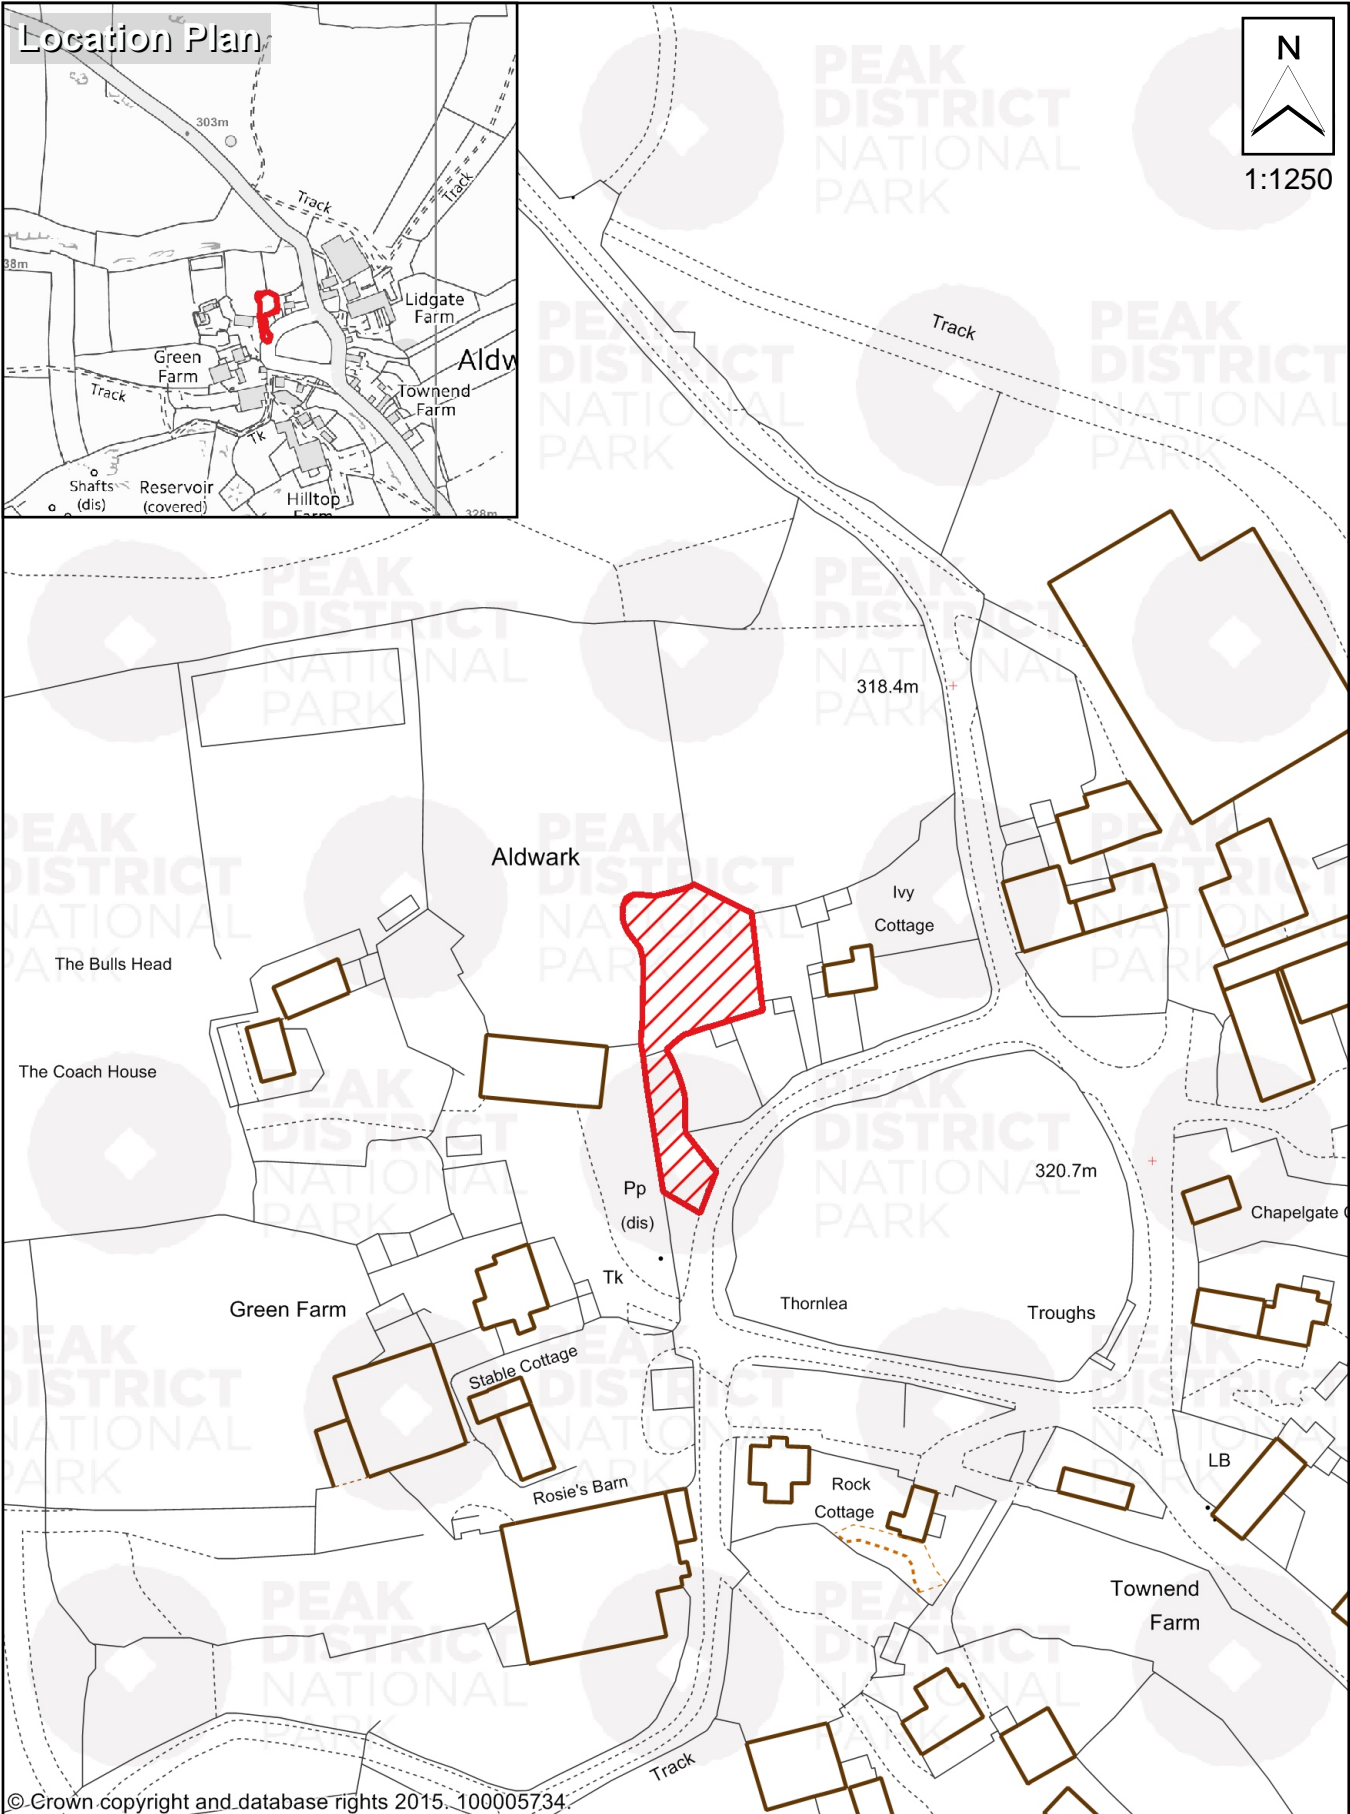 Location Plan
303m
Track
Track
38m
Lidgate
Farm
Green
Farm
Aldw
Track
Townend
Farm
Tk
Shafts
(dis)
Reservoir
(covered)
Hilltop
Farm
328m
N
1:1250
PEAK
DISTRICT
NATIONAL
PARK
Track
318.4m
Aldwark
Ivy
Cottage
The Bulls Head
The Coach House
Pp
(dis)
320.7m
Chapelgate
Tk
Thornlea
Troughs
Green Farm
Stable Cottage
Rosie's Barn
Rock
Cottage
LB
Townend
Farm
Track
© Crown copyright and database rights 2015. 100005734.